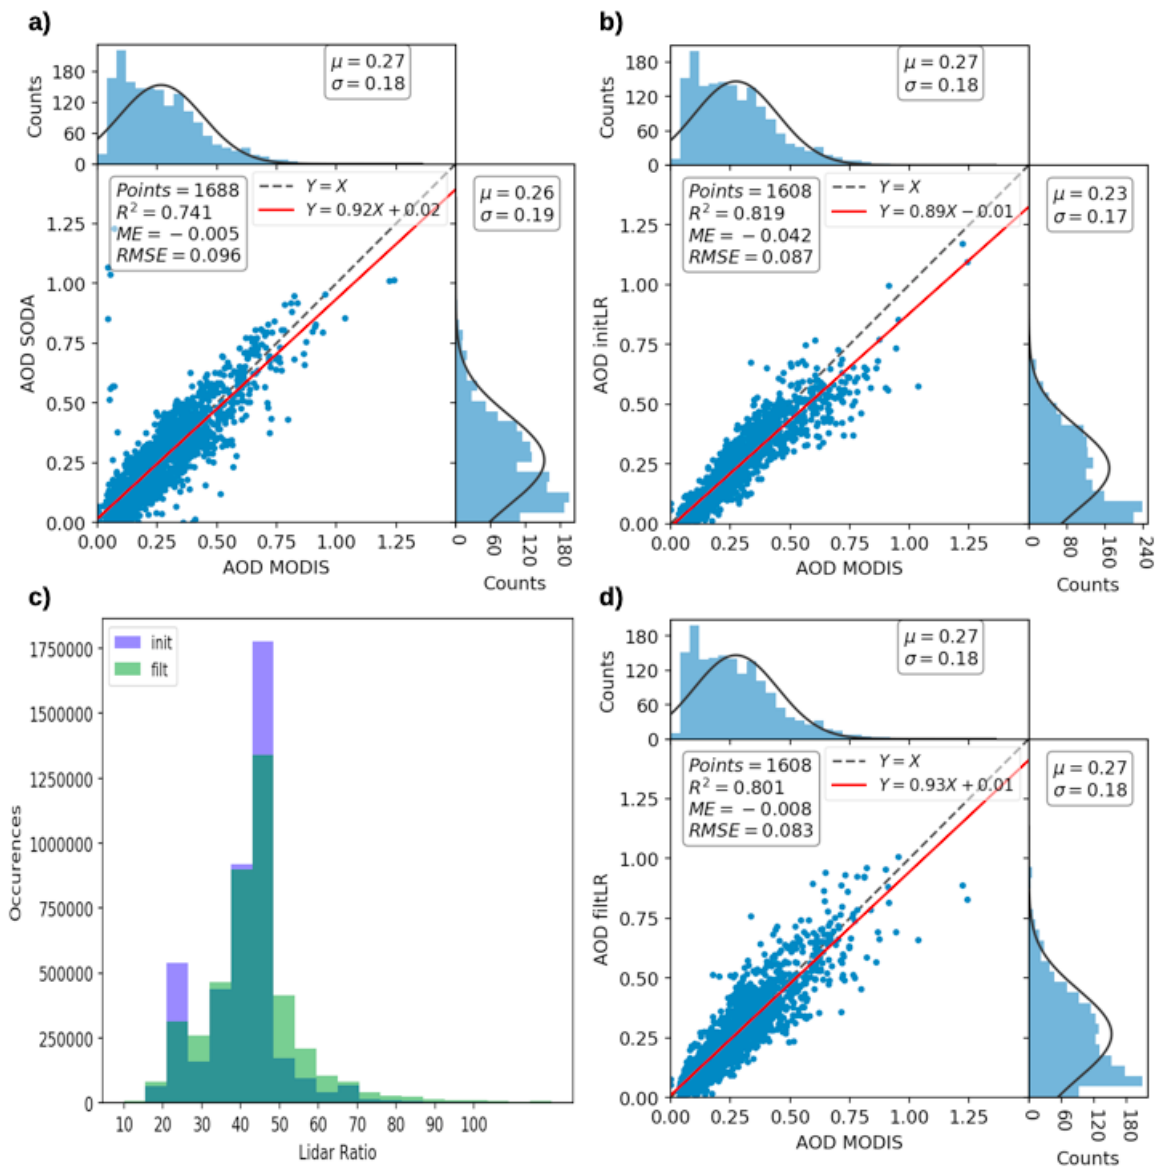 a)
μ = 0.27
σ = 0.18
Counts
180
120
60
0
Points = 1688
R² = 0.741
ME = −0.005
RMSE = 0.096
Y = X
Y = 0.92X + 0.02
μ = 0.26
σ = 0.19
AOD SODA
1.25
1.00
0.75
0.50
0.25
0.00
0.00 0.25 0.50 0.75 1.00 1.25
AOD MODIS
0 60 120 180
Counts
b)
μ = 0.27
σ = 0.18
Counts
180
120
60
0
Points = 1608
R² = 0.819
ME = −0.042
RMSE = 0.087
Y = X
Y = 0.89X − 0.01
μ = 0.23
σ = 0.17
AOD initLR
1.25
1.00
0.75
0.50
0.25
0.00
0.00 0.25 0.50 0.75 1.00 1.25
AOD MODIS
0 80 160 240
Counts
c)
init
filt
Occurences
1750000
1500000
1250000
1000000
750000
500000
250000
0
10 20 30 40 50 60 70 80 90 100
Lidar Ratio
d)
μ = 0.27
σ = 0.18
Counts
180
120
60
0
Points = 1608
R² = 0.801
ME = −0.008
RMSE = 0.083
Y = X
Y = 0.93X + 0.01
μ = 0.27
σ = 0.18
AOD filtLR
1.25
1.00
0.75
0.50
0.25
0.00
0.00 0.25 0.50 0.75 1.00 1.25
AOD MODIS
0 60 120 180
Counts